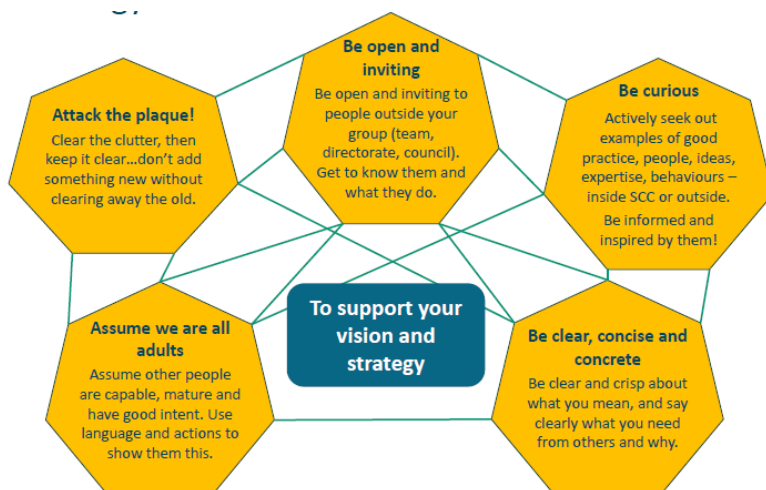 Be open and
inviting
Be open and inviting to
people outside your
group (team,
directorate, council).
Get to know them and
what they do.
Attack the plaque!
Clear the clutter, then
keep it clear...don't add
something new without
clearing away the old.
Be curious
Actively seek out
examples of good
practice, people, ideas,
expertise, behaviours –
inside SCC or outside.
Be informed and
inspired by them!
To support your
vision and
strategy
Assume we are all
adults
Assume other people
are capable, mature and
have good intent. Use
language and actions to
show them this.
Be clear, concise and
concrete
Be clear and crisp about
what you mean, and say
clearly what you need
from others and why.